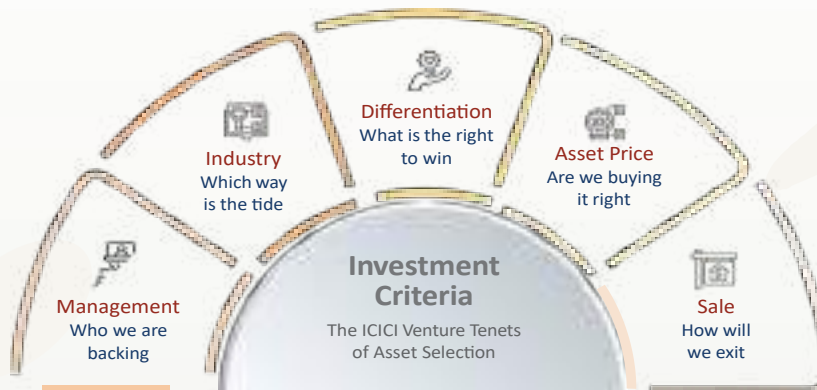 Management
Who we are
backing
Industry
Which way
is the tide
Differentiation
What is the right
to win
Asset Price
Are we buying
it right
Sale
How will
we exit
Investment
Criteria
The ICICI Venture Tenets
of Asset Selection